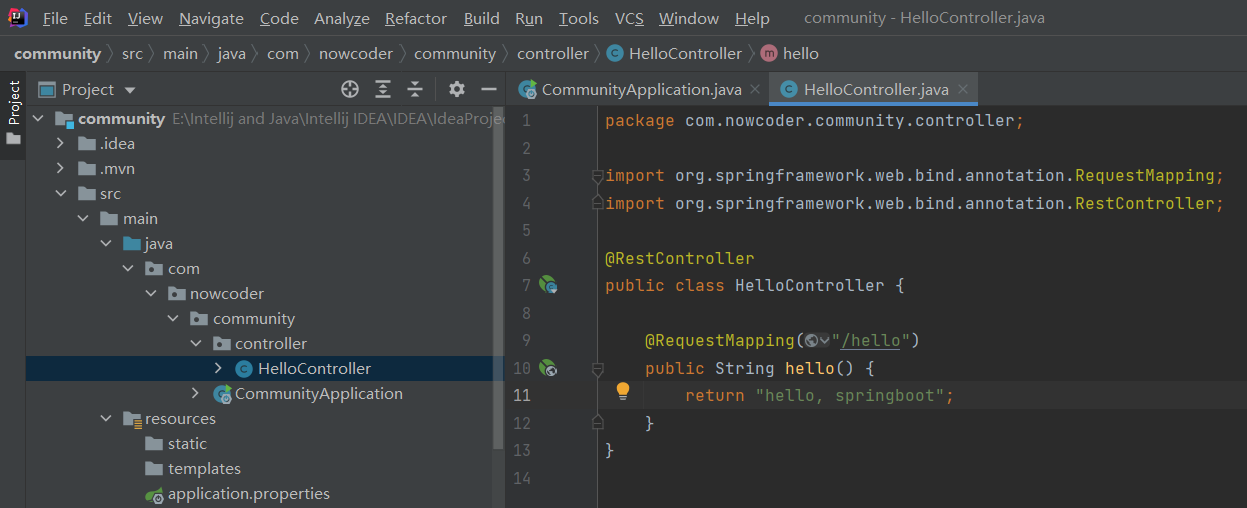 File Edit View Navigate Code Analyze Refactor Build Run Tools VCS Window Help community - HelloController.java
community src main java com nowcoder community controller HelloController hello
Project
Project
community E:\Intellij and Java\Intellij IDEA\IDEA\IdeaProjec
.idea
.mvn
src
main
java
com
nowcoder
community
controller
HelloController
CommunityApplication
resources
static
templates
application.properties
CommunityApplication.java HelloController.java
1 package com.nowcoder.community.controller;
2
3 import org.springframework.web.bind.annotation.RequestMapping;
4 import org.springframework.web.bind.annotation.RestController;
5
6 @RestController
7 public class HelloController {
8
9 @RequestMapping("/hello")
10 public String hello() {
11 return "hello, springboot";
12 }
13 }
14